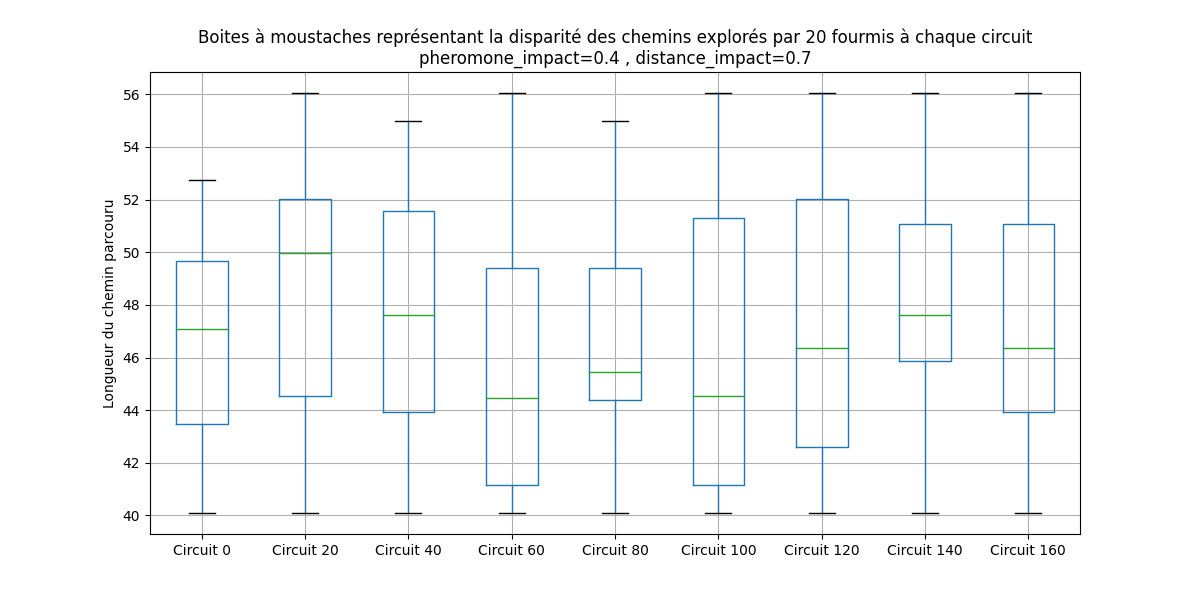 Boites à moustaches représentant la disparité des chemins explorés par 20 fourmis à chaque circuit
pheromone_impact=0.4 , distance_impact=0.7
Longueur du chemin parcouru
56
54
52
50
48
46
44
42
40
Circuit 0 Circuit 20 Circuit 40 Circuit 60 Circuit 80 Circuit 100 Circuit 120 Circuit 140 Circuit 160